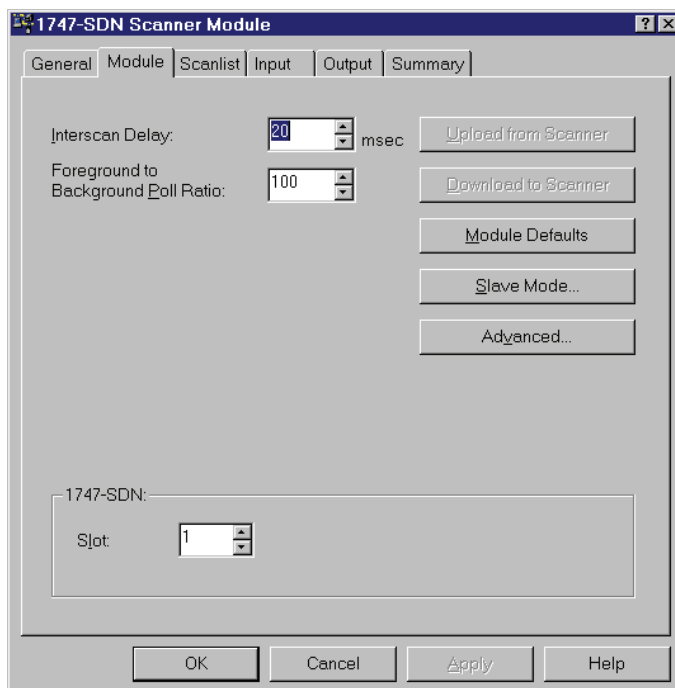 1747-SDN Scanner Module
General Module Scanlist Input Output Summary
Interscan Delay: 20 msec Upload from Scanner
Foreground to
Background Poll Ratio: 100 Download to Scanner
Module Defaults
Slave Mode...
Advanced...
1747-SDN:
Slot: 1
OK Cancel Apply Help